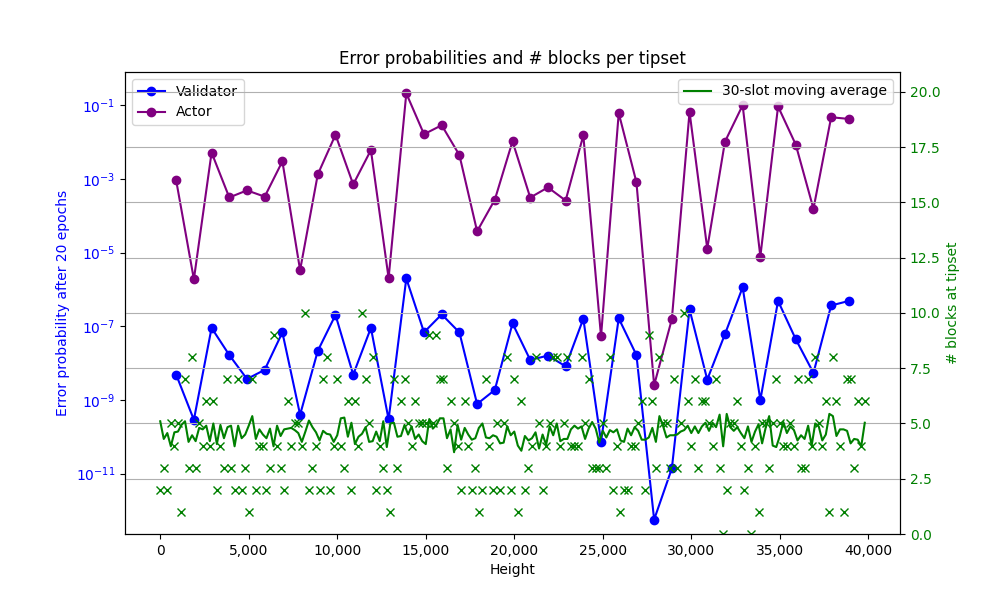 Error probabilities and # blocks per tipset
Validator
Actor
30-slot moving average
Error probability after 20 epochs
10⁻¹
10⁻³
10⁻⁵
10⁻⁷
10⁻⁹
10⁻¹¹
20.0
17.5
15.0
12.5
10.0
7.5
5.0
2.5
0.0
# blocks at tipset
0 5,000 10,000 15,000 20,000 25,000 30,000 35,000 40,000
Height